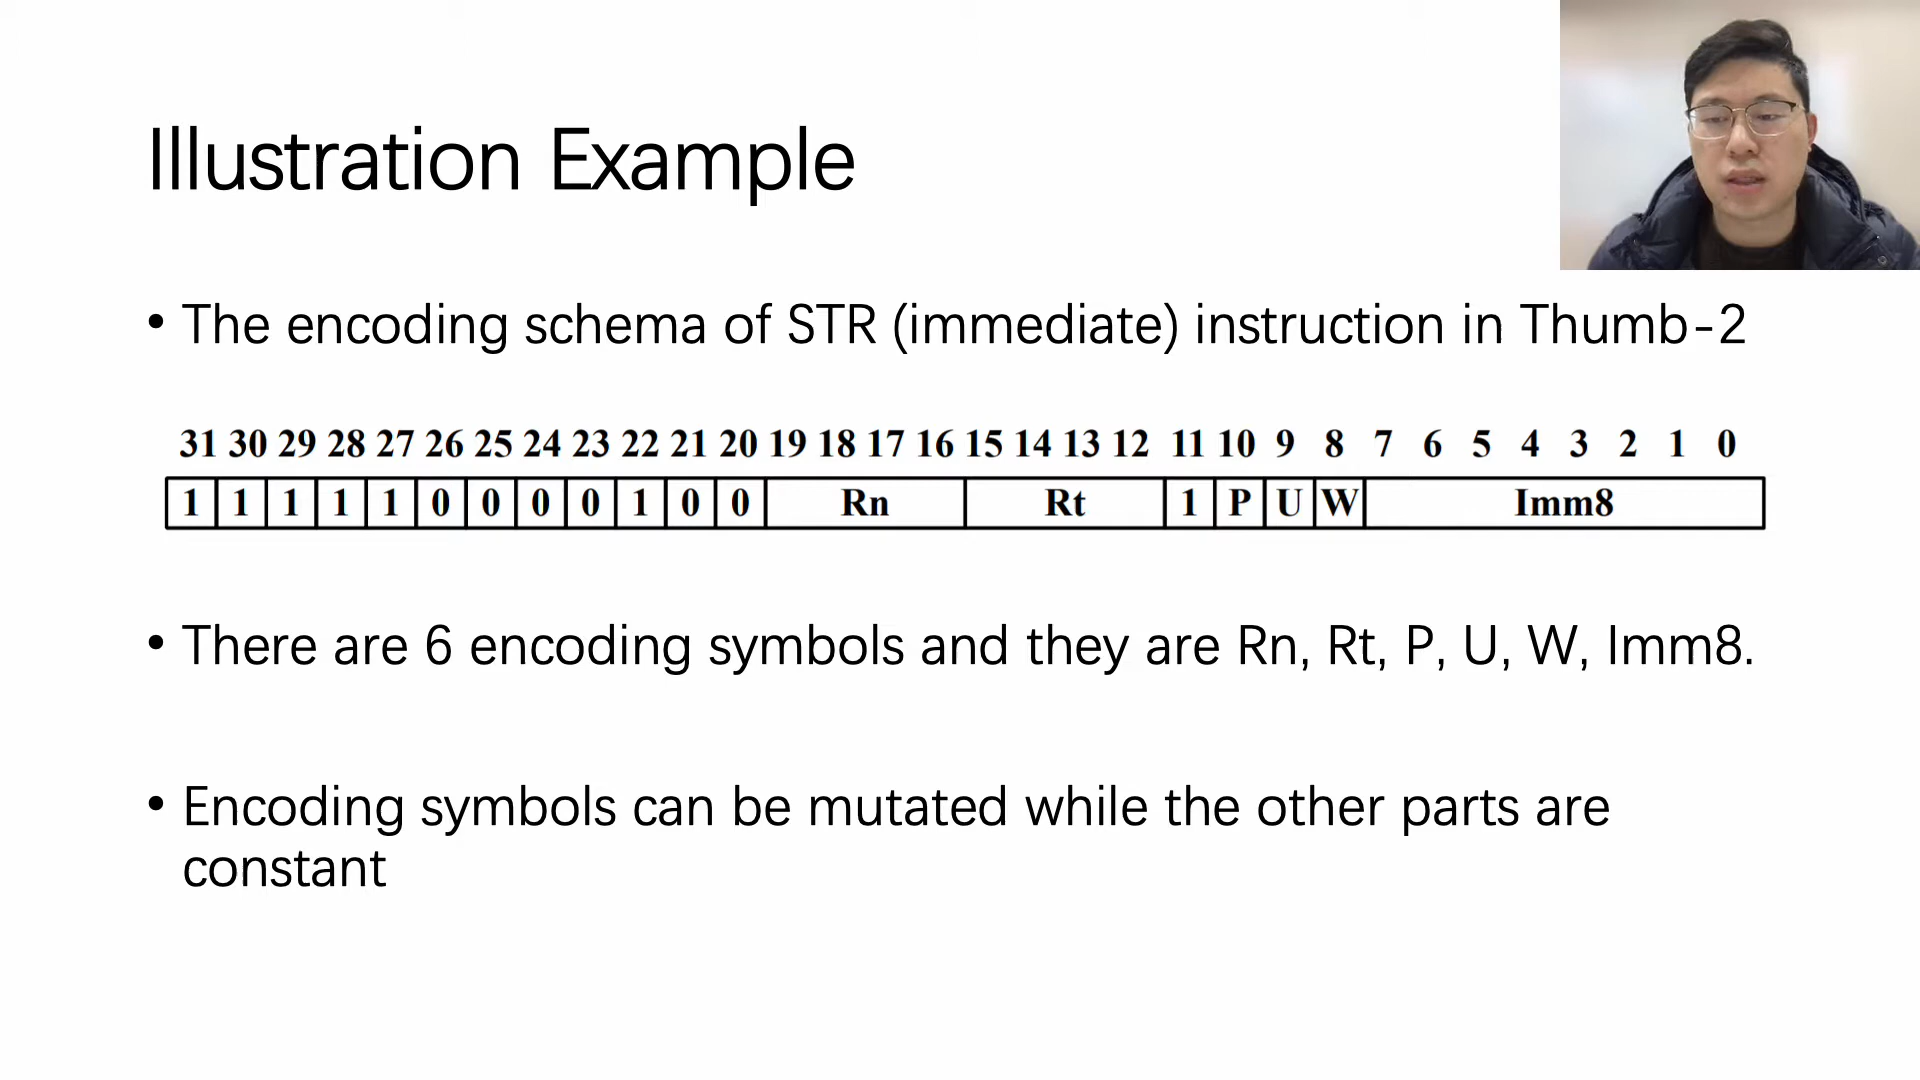 Illustration Example
• The encoding schema of STR (immediate) instruction in Thumb-2
31 30 29 28 27 26 25 24 23 22 21 20 19 18 17 16 15 14 13 12 11 10 9 8 7 6 5 4 3 2 1 0
1 1 1 1 1 0 0 0 0 1 0 0 Rn Rt 1 P U W Imm8
• There are 6 encoding symbols and they are Rn, Rt, P, U, W, Imm8.
• Encoding symbols can be mutated while the other parts are
constant